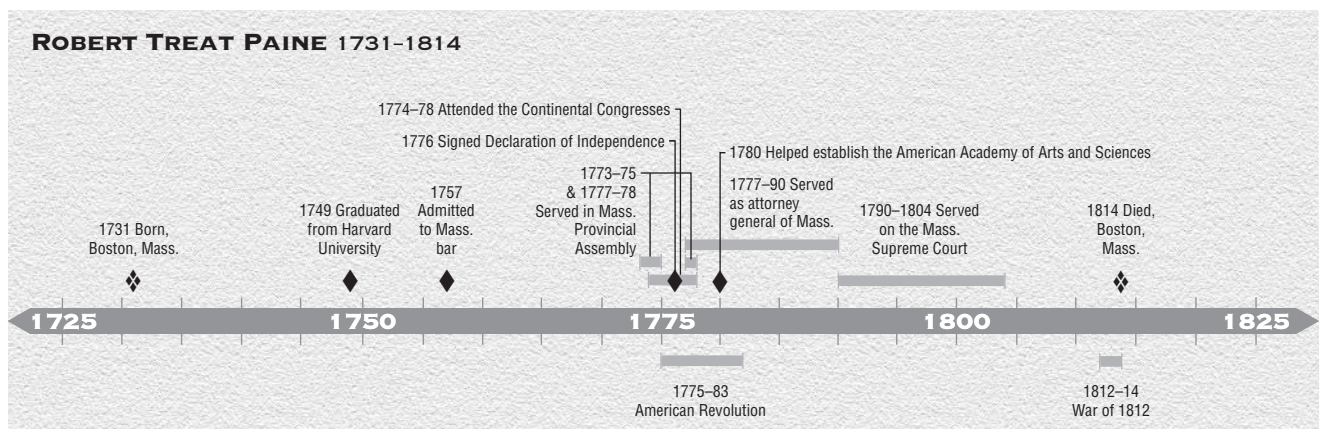 ROBERT TREAT PAINE 1731–1814
1774–78 Attended the Continental Congresses
1776 Signed Declaration of Independence
1780 Helped establish the American Academy of Arts and Sciences
1773–75
& 1777–78
Served in Mass.
Provincial
Assembly
1777–90 Served
as attorney
general of Mass.
1731 Born,
Boston, Mass.
1749 Graduated
from Harvard
University
1757
Admitted
to Mass.
bar
1790–1804 Served
on the Mass.
Supreme Court
1814 Died,
Boston,
Mass.
1725 1750 1775 1800 1825
1775–83
American Revolution
1812–14
War of 1812